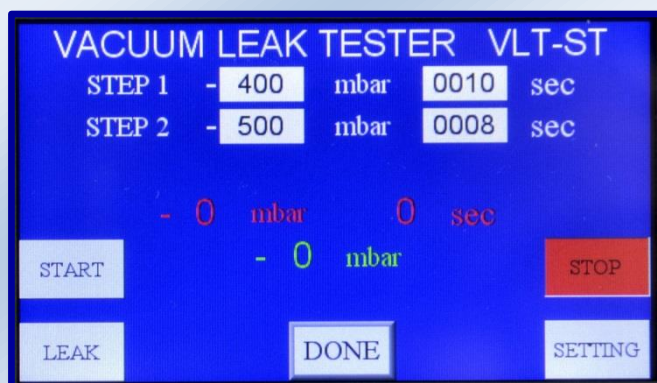 VACUUM LEAK TESTER VLT-ST
STEP 1 - 400 mbar 0010 sec
STEP 2 - 500 mbar 0008 sec
- 0 mbar 0 sec
- 0 mbar
START STOP
LEAK DONE SETTING